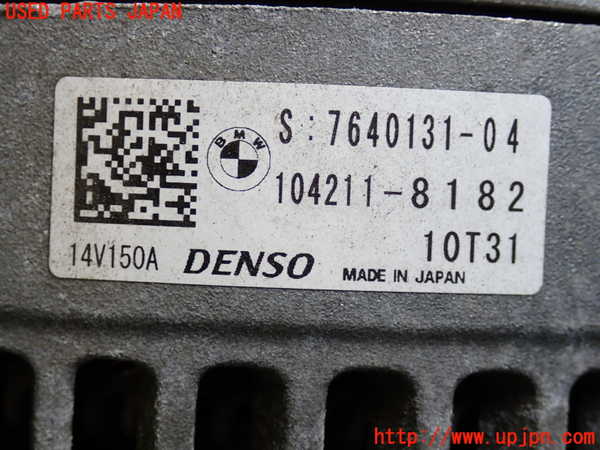 USED PARTS JAPAN
BMW
S:7640131-04
104211-8182
10T31
14V150A DENSO MADE IN JAPAN
http://www.upjpn.com/